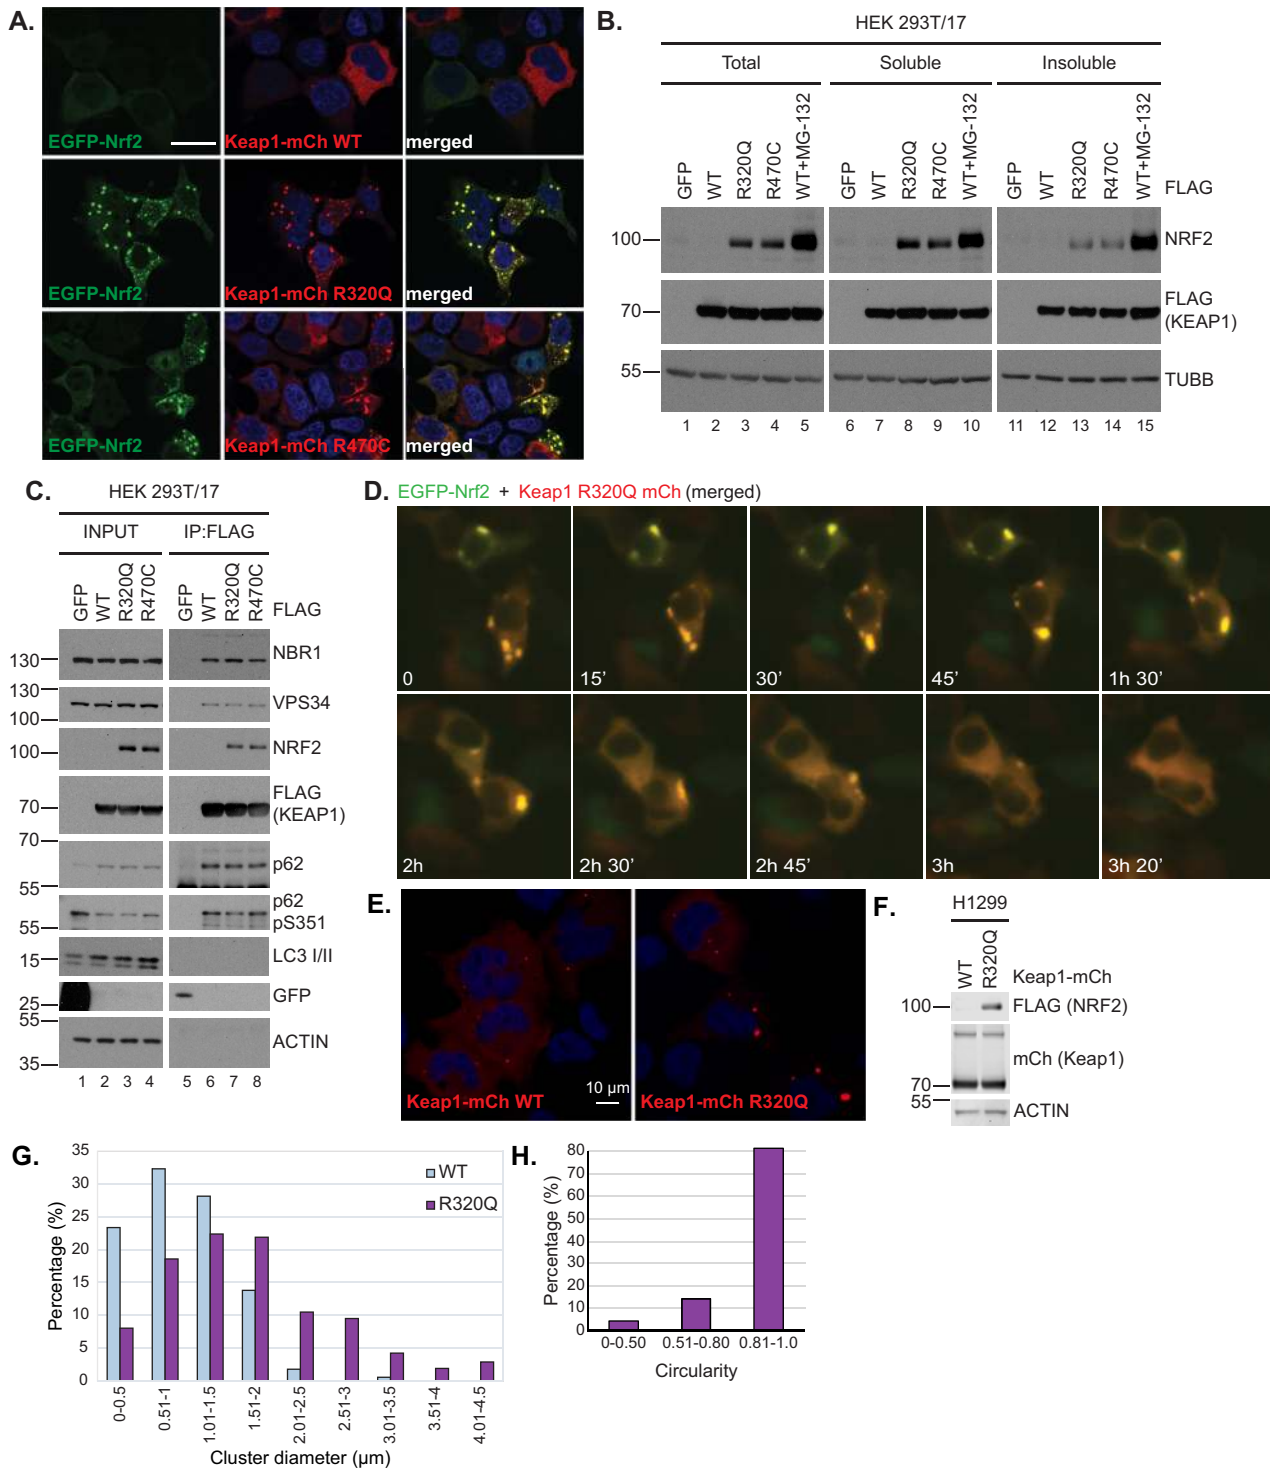 A.
EGFP-Nrf2 Keap1-mCh WT merged
EGFP-Nrf2 Keap1-mCh R320Q merged
EGFP-Nrf2 Keap1-mCh R470C merged
B.
HEK 293T/17
Total Soluble Insoluble
GFP WT R320Q R470C WT+MG-132 GFP WT R320Q R470C WT+MG-132 GFP WT R320Q R470C WT+MG-132 FLAG
100 NRF2
70 FLAG (KEAP1)
55 TUBB
1 2 3 4 5 6 7 8 9 10 11 12 13 14 15
C.
HEK 293T/17
INPUT IP:FLAG
GFP WT R320Q R470C GFP WT R320Q R470C FLAG
130 NBR1
130
100 VPS34
100 NRF2
70 FLAG (KEAP1)
70
55 p62
55 p62 pS351
15 LC3 I/II
25 GFP
55
35 ACTIN
1 2 3 4 5 6 7 8
D. EGFP-Nrf2 + Keap1 R320Q mCh (merged)
0 15' 30' 45' 1h 30'
2h 2h 30' 2h 45' 3h 3h 20'
E.
10 µm
Keap1-mCh WT Keap1-mCh R320Q
F.
H1299
WT R320Q Keap1-mCh
100 FLAG (NRF2)
70 mCh (Keap1)
55 ACTIN
G.
WT
R320Q
Percentage (%)
35
30
25
20
15
10
5
0
0-0.5 0.51-1 1.01-1.5 1.51-2 2.01-2.5 2.51-3 3.01-3.5 3.51-4 4.01-4.5
Cluster diameter (µm)
H.
Percentage (%)
80
70
60
50
40
30
20
10
0
0-0.50 0.51-0.80 0.81-1.0
Circularity